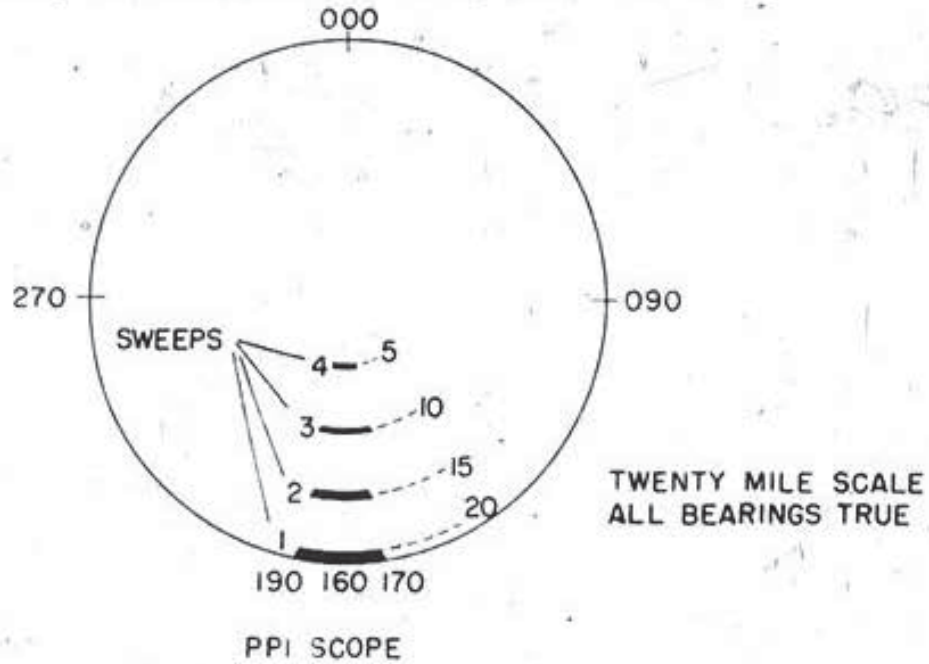 000
270
090
SWEEPS
4
5
3
10
2
15
1
20
TWENTY MILE SCALE
ALL BEARINGS TRUE
190 160 170
PPI SCOPE